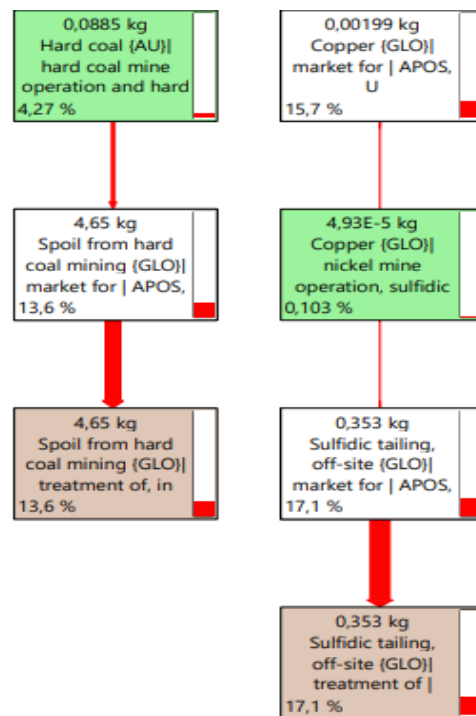 0,0885 kg
Hard coal {AU}|
hard coal mine
operation and hard
4,27 %
0,00199 kg
Copper {GLO}|
market for | APOS,
U
15,7 %
4,65 kg
Spoil from hard
coal mining {GLO}|
market for | APOS,
13,6 %
4,93E-5 kg
Copper {GLO}|
nickel mine
operation, sulfidic
0,103 %
4,65 kg
Spoil from hard
coal mining {GLO}|
treatment of, in
13,6 %
0,353 kg
Sulfidic tailing,
off-site {GLO}|
market for | APOS,
17,1 %
0,353 kg
Sulfidic tailing,
off-site {GLO}|
treatment of |
17,1 %